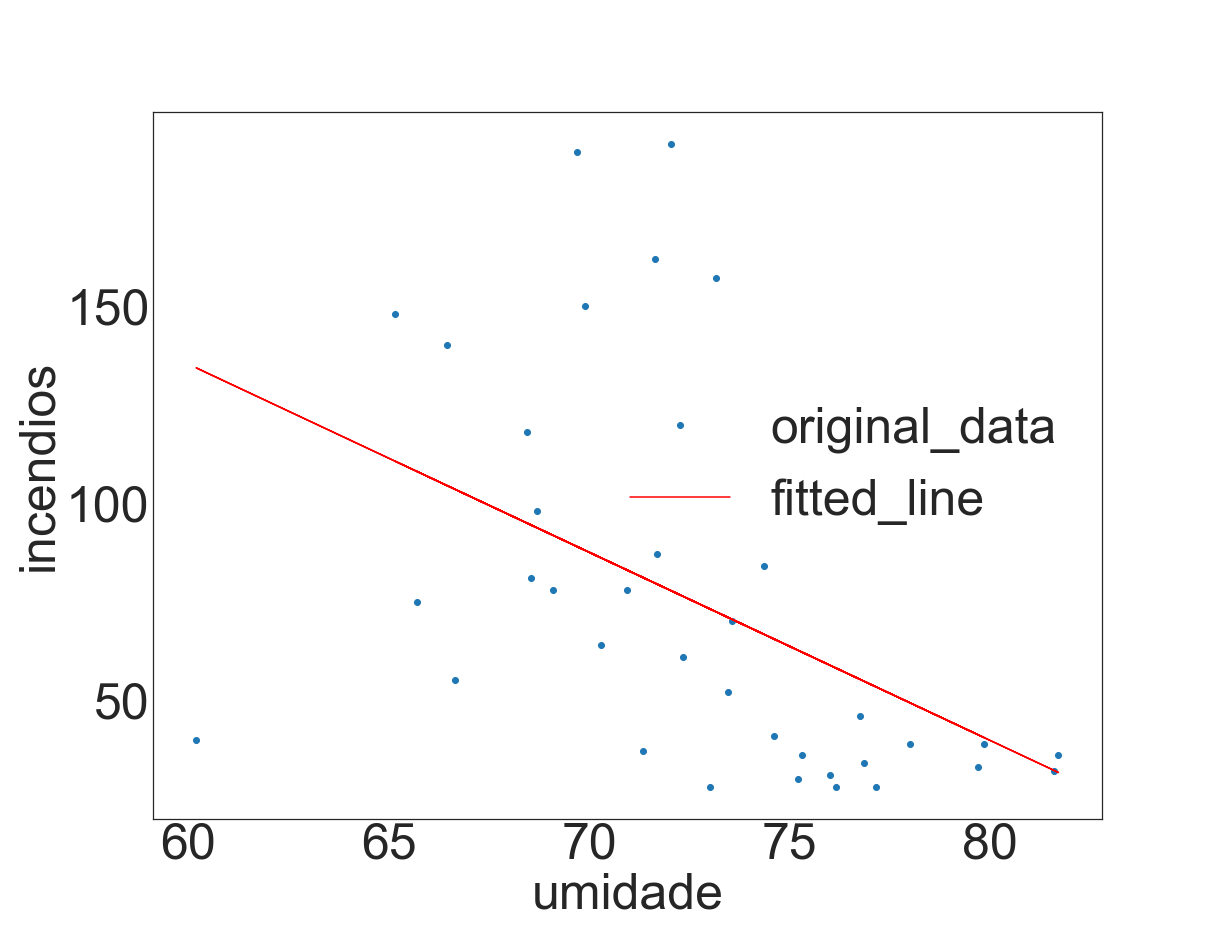 150
100
50
incendios
original_data
fitted_line
60 65 70 75 80
umidade